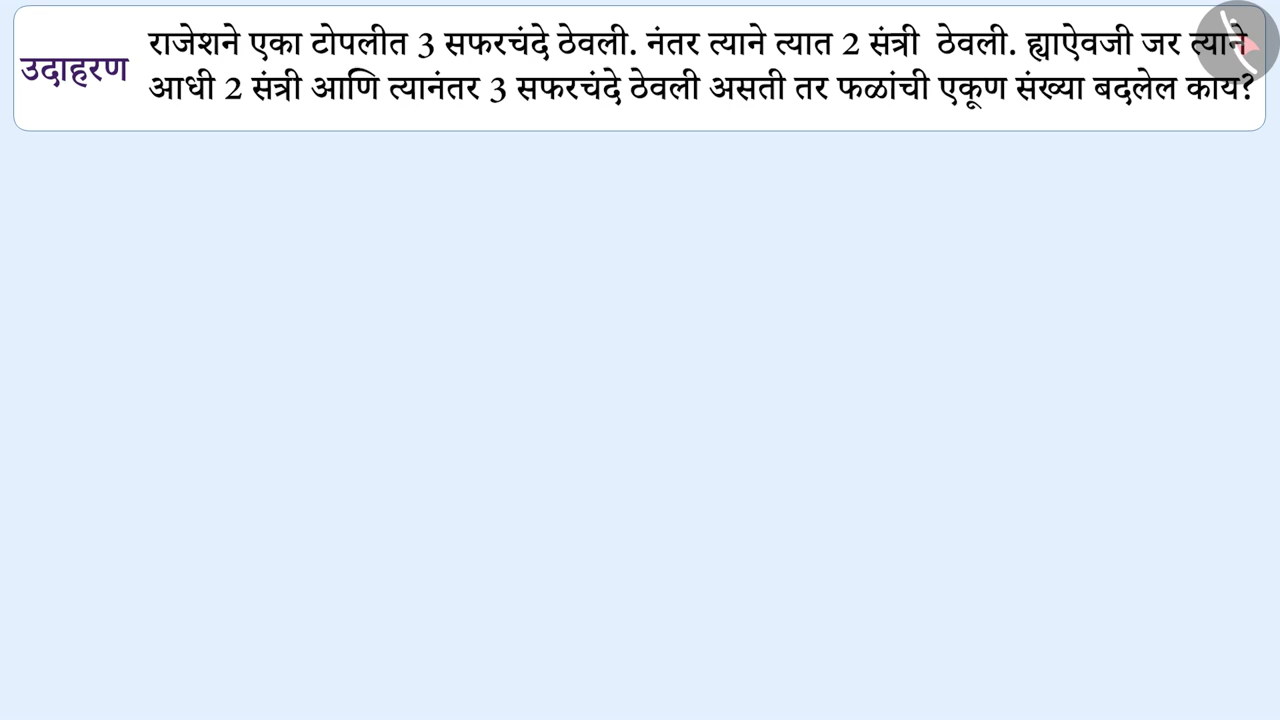 राजेशने एका टोपलीत 3 सफरचंदे ठेवली. नंतर त्याने त्यात 2 संत्री ठेवली. ह्याऐवजी जर त्याने
उदाहरण
आधी 2 संत्री आणि त्यानंतर 3 सफरचंदे ठेवली असती तर फळांची एकूण संख्या बदलेल काय?